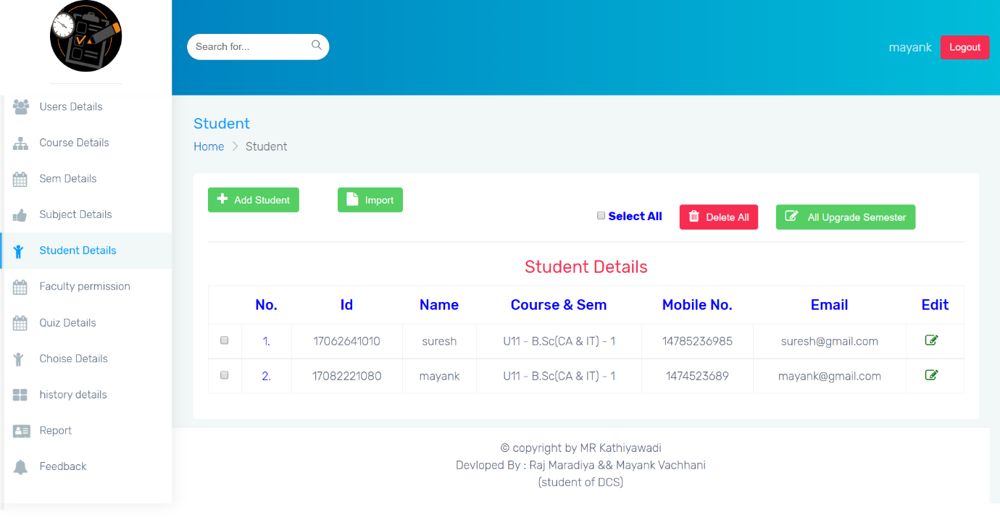 Search for...
mayank
Logout
Users Details
Course Details
Sem Details
Subject Details
Student Details
Faculty permission
Quiz Details
Choise Details
history details
Report
Feedback
Student
Home > Student
Add Student
Import
Select All
Delete All
All Upgrade Semester
Student Details
No. Id Name Course & Sem Mobile No. Email Edit
1. 17062641010 suresh U11 - B.Sc(CA & IT) - 1 14785236985 suresh@gmail.com
2. 17082221080 mayank U11 - B.Sc(CA & IT) - 1 1474523689 mayank@gmail.com
© copyright by MR Kathiyawadi
Devloped By : Raj Maradiya && Mayank Vachhani
(student of DCS)